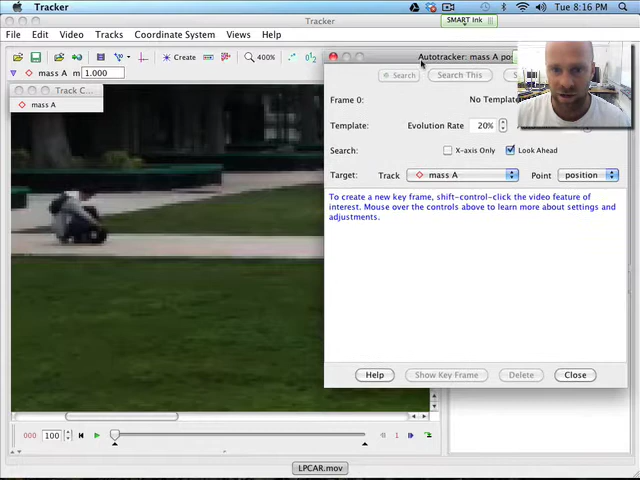 Tracker
Tue 8:16 PM
Tracker
SMART Ink
File Edit Video Tracks Coordinate System Views Help
Create
400%
mass A m 1.000
Track C...
mass A
Autotracker: mass A
Search
Search This
Frame 0:
Template: Evolution Rate 20%
Search: X-axis Only Look Ahead
Target: Track mass A Point position
To create a new key frame, shift-control-click the video feature of
interest. Mouse over the controls above to learn more about settings and
adjustments.
Help
Show Key Frame
Delete
Close
000 100
1
LPCAR.mov